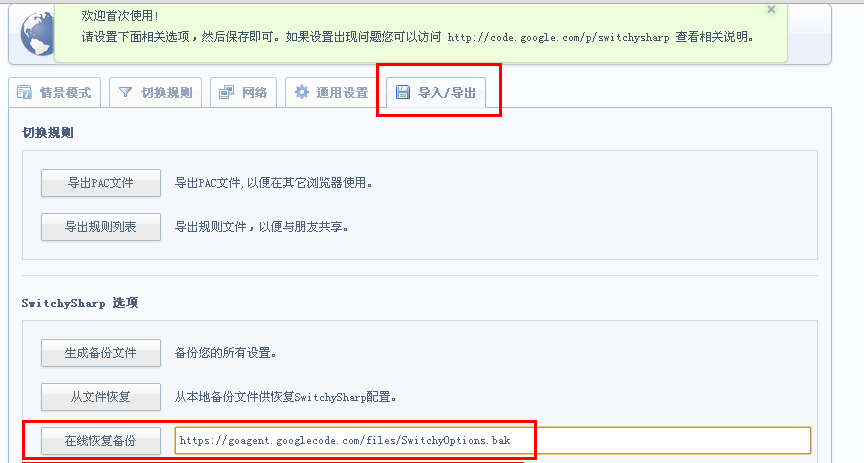 欢迎首次使用!
请设置下面相关选项，然后保存即可。如果设置出现问题您可以访问 http://code.google.com/p/switchysharp 查看相关说明。
情景模式 切换规则 网络 通用设置 导入/导出
切换规则
导出PAC文件 导出PAC文件,以便在其它浏览器使用。
导出规则列表 导出规则文件，以便与朋友共享。
SwitchySharp 选项
生成备份文件 备份您的所有设置。
从文件恢复 从本地备份文件供恢复SwitchySharp配置。
在线恢复备份 https://goagent.googlecode.com/files/SwitchyOptions.bak